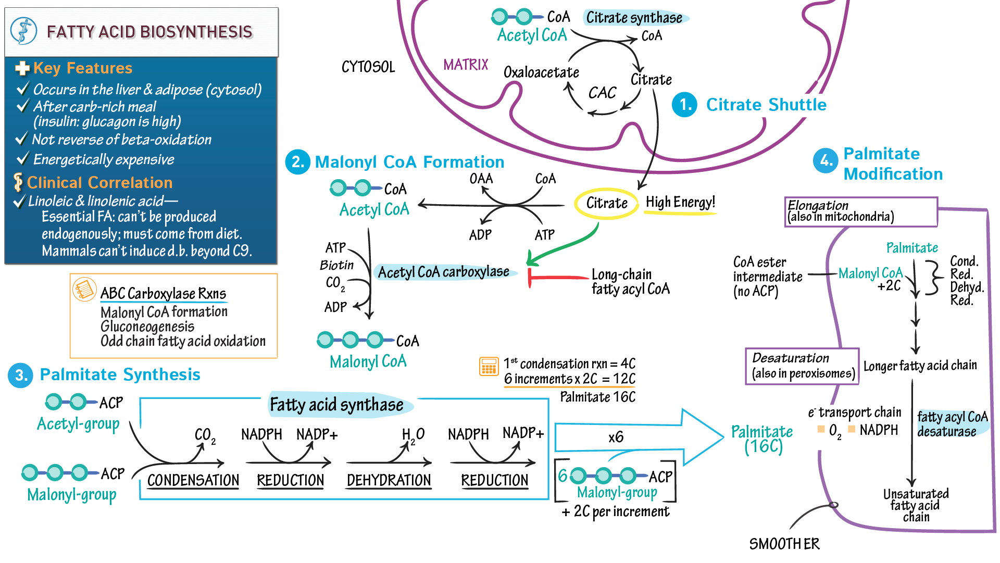 FATTY ACID BIOSYNTHESIS
Key Features
Occurs in the liver & adipose (cytosol)
After carb-rich meal
(insulin: glucagon is high)
Not reverse of beta-oxidation
Energetically expensive
Clinical Correlation
Linoleic & linolenic acid—
Essential FA: can't be produced
endogenously; must come from diet.
Mammals can't induce d.b. beyond C9.
ABC Carboxylase Rxns
Malonyl CoA formation
Gluconeogenesis
Odd chain fatty acid oxidation
CYTOSOL
MATRIX
CoA
Acetyl CoA
Citrate synthase
CoA
Oxaloacetate
Citrate
CAC
1. Citrate Shuttle
2. Malonyl CoA Formation
CoA
Acetyl CoA
OAA
CoA
ADP
ATP
Citrate
High Energy!
ATP
Biotin
CO2
ADP
Acetyl CoA carboxylase
Long-chain
fatty acyl CoA
CoA
Malonyl CoA
3. Palmitate Synthesis
ACP
Acetyl-group
ACP
Malonyl-group
Fatty acid synthase
CO2
CONDENSATION
NADPH
NADP+
REDUCTION
H2O
DEHYDRATION
NADPH
NADP+
REDUCTION
1st condensation rxn = 4C
6 increments x 2C = 12C
Palmitate 16C
x6
6
ACP
Malonyl-group
+ 2C per increment
Palmitate
(16C)
4. Palmitate
Modification
Elongation
(also in mitochondria)
Palmitate
CoA ester
intermediate
(no ACP)
Malonyl CoA
+2C
Cond.
Red.
Dehyd.
Red.
Desaturation
(also in peroxisomes)
Longer fatty acid chain
e- transport chain
O2
NADPH
fatty acyl CoA
desaturase
Unsaturated
fatty acid
chain
SMOOTH ER